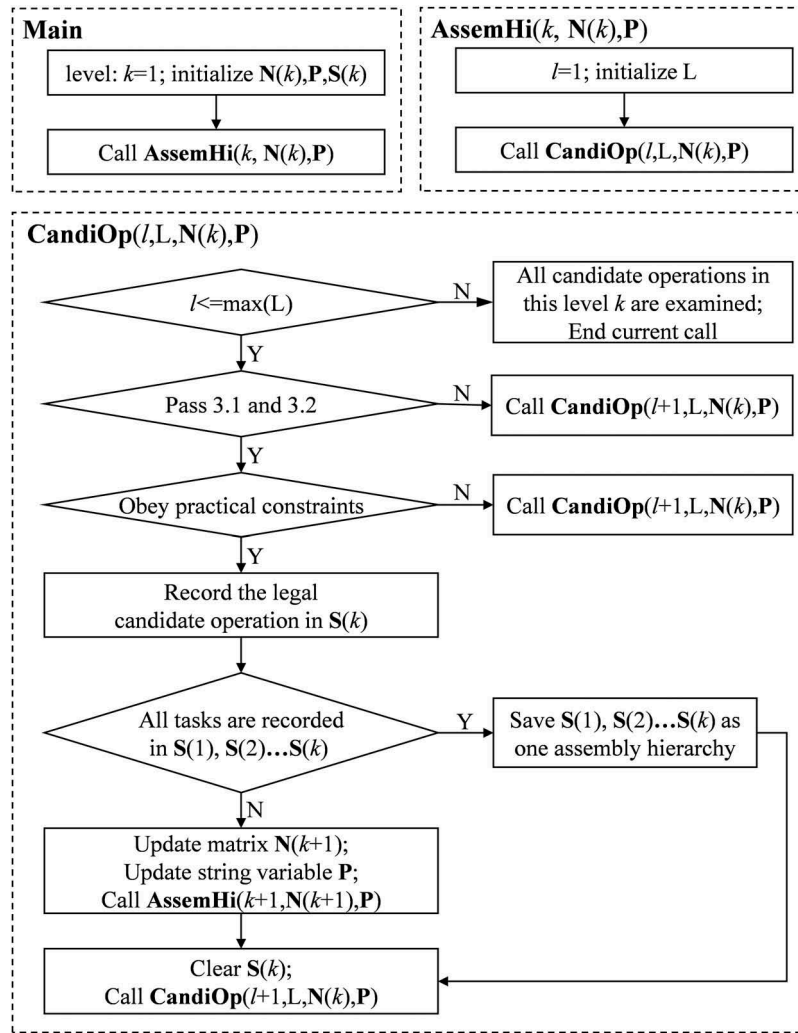 Main
level: k=1; initialize N(k),P,S(k)
Call AssemHi(k, N(k),P)
AssemHi(k, N(k),P)
l=1; initialize L
Call CandiOp(l,L,N(k),P)
CandiOp(l,L,N(k),P)
l<=max(L)
N
All candidate operations in
this level k are examined;
End current call
Y
Pass 3.1 and 3.2
N
Call CandiOp(l+1,L,N(k),P)
Y
Obey practical constraints
N
Call CandiOp(l+1,L,N(k),P)
Y
Record the legal
candidate operation in S(k)
All tasks are recorded
in S(1), S(2)...S(k)
Y
Save S(1), S(2)...S(k) as
one assembly hierarchy
N
Update matrix N(k+1);
Update string variable P;
Call AssemHi(k+1,N(k+1),P)
Clear S(k);
Call CandiOp(l+1,L,N(k),P)